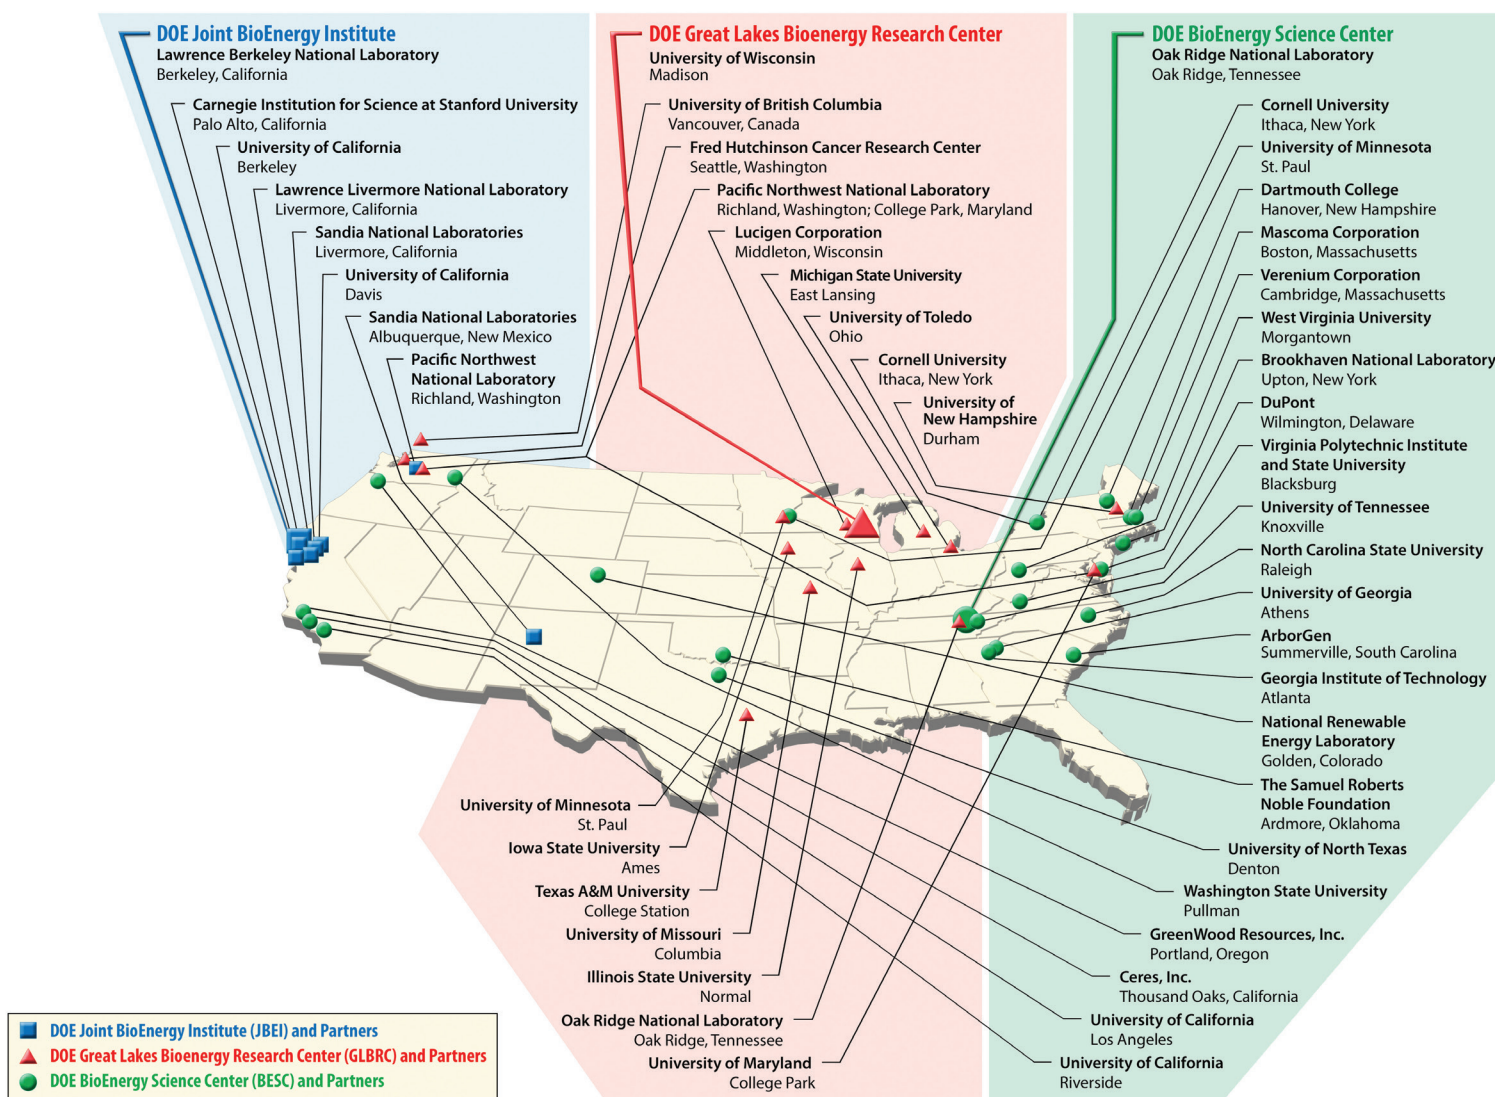 DOE Joint BioEnergy Institute
Lawrence Berkeley National Laboratory
Berkeley, California
Carnegie Institution for Science at Stanford University
Palo Alto, California
University of California
Berkeley
Lawrence Livermore National Laboratory
Livermore, California
Sandia National Laboratories
Livermore, California
University of California
Davis
Sandia National Laboratories
Albuquerque, New Mexico
Pacific Northwest
National Laboratory
Richland, Washington
DOE Great Lakes Bioenergy Research Center
University of Wisconsin
Madison
University of British Columbia
Vancouver, Canada
Fred Hutchinson Cancer Research Center
Seattle, Washington
Pacific Northwest National Laboratory
Richland, Washington; College Park, Maryland
Lucigen Corporation
Middleton, Wisconsin
Michigan State University
East Lansing
University of Toledo
Ohio
Cornell University
Ithaca, New York
University of
New Hampshire
Durham
DOE BioEnergy Science Center
Oak Ridge National Laboratory
Oak Ridge, Tennessee
Cornell University
Ithaca, New York
University of Minnesota
St. Paul
Dartmouth College
Hanover, New Hampshire
Mascoma Corporation
Boston, Massachusetts
Verenium Corporation
Cambridge, Massachusetts
West Virginia University
Morgantown
Brookhaven National Laboratory
Upton, New York
DuPont
Wilmington, Delaware
Virginia Polytechnic Institute
and State University
Blacksburg
University of Tennessee
Knoxville
North Carolina State University
Raleigh
University of Georgia
Athens
ArborGen
Summerville, South Carolina
Georgia Institute of Technology
Atlanta
National Renewable
Energy Laboratory
Golden, Colorado
The Samuel Roberts
Noble Foundation
Ardmore, Oklahoma
University of North Texas
Denton
Washington State University
Pullman
GreenWood Resources, Inc.
Portland, Oregon
Ceres, Inc.
Thousand Oaks, California
University of California
Los Angeles
University of California
Riverside
University of Minnesota
St. Paul
Iowa State University
Ames
Texas A&M University
College Station
University of Missouri
Columbia
Illinois State University
Normal
Oak Ridge National Laboratory
Oak Ridge, Tennessee
University of Maryland
College Park
DOE Joint BioEnergy Institute (JBEI) and Partners
DOE Great Lakes Bioenergy Research Center (GLBRC) and Partners
DOE BioEnergy Science Center (BESC) and Partners